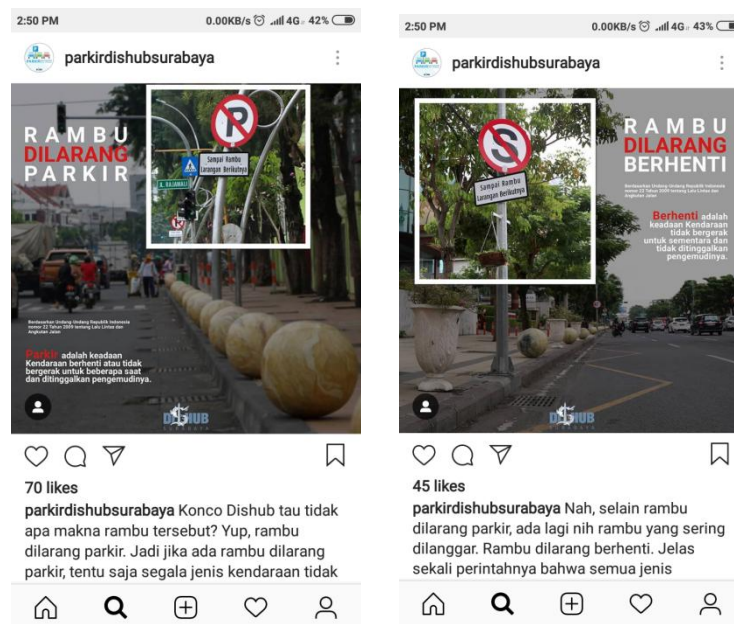 2:50 PM
0.00KB/s 4G 42%
parkirdishubsurabaya
RAMBU
DILARANG
PARKIR
P
Sampai Rambu
Larangan Berikutnya
JL. RAJAWALI
Berdasarkan Undang Undang Republik Indonesia
nomor 22 Tahun 2009 tentang Lalu Lintas dan
Angkutan Jalan
Parkir adalah keadaan
Kendaraan berhenti atau tidak
bergerak untuk beberapa saat
dan ditinggalkan pengemudinya.
DISHUB
SURABAYA
70 likes
parkirdishubsurabaya Konco Dishub tau tidak
apa makna rambu tersebut? Yup, rambu
dilarang parkir. Jadi jika ada rambu dilarang
parkir, tentu saja segala jenis kendaraan tidak
2:50 PM
0.00KB/s 4G 43%
parkirdishubsurabaya
S
Sampai Rambu
Larangan Berikutnya
RAMBU
DILARANG
BERHENTI
Berdasarkan Undang Undang Republik Indonesia
nomor 22 Tahun 2009 tentang Lalu Lintas dan
Angkutan Jalan
Berhenti adalah
keadaan Kendaraan
tidak bergerak
untuk sementara dan
tidak ditinggalkan
pengemudinya.
DISHUB
SURABAYA
45 likes
parkirdishubsurabaya Nah, selain rambu
dilarang parkir, ada lagi nih rambu yang sering
dilanggar. Rambu dilarang berhenti. Jelas
sekali perintahnya bahwa semua jenis